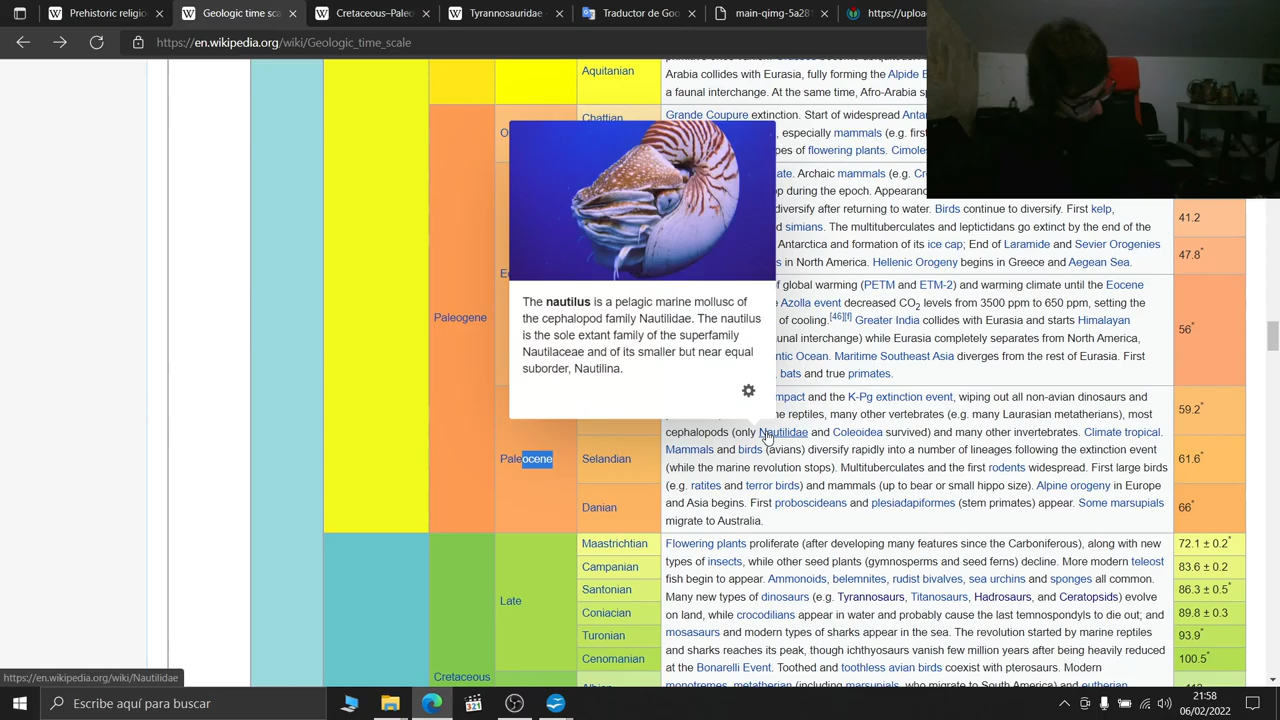 Prehistoric religio
Geologic time sca
Cretaceous–Paleo
Tyrannosauridae -
Traductor de Goo
main-qimg-5a281
https://uploa
https://en.wikipedia.org/wiki/Geologic_time_scale
Aquitanian
Arabia collides with Eurasia, fully forming the Alpide B
a faunal interchange. At the same time, Afro-Arabia sp
Paleogene
Chattian
Grande Coupure extinction. Start of widespread Antar
, especially mammals (e.g. first
pes of flowering plants. Cimoles
ate. Archaic mammals (e.g. Cr
p during the epoch. Appearanc
diversify after returning to water. Birds continue to diversify. First kelp,
d simians. The multituberculates and leptictidans go extinct by the end of the
Antarctica and formation of its ice cap; End of Laramide and Sevier Orogenies
s in North America. Hellenic Orogeny begins in Greece and Aegean Sea.
41.2
47.8*
of global warming (PETM and ETM-2) and warming climate until the Eocene
Azolla event decreased CO2 levels from 3500 ppm to 650 ppm, setting the
of cooling.[46][f] Greater India collides with Eurasia and starts Himalayan
unal interchange) while Eurasia completely separates from North America,
ntic Ocean. Maritime Southeast Asia diverges from the rest of Eurasia. First
, bats and true primates.
56*
The nautilus is a pelagic marine mollusc of
the cephalopod family Nautilidae. The nautilus
is the sole extant family of the superfamily
Nautilaceae and of its smaller but near equal
suborder, Nautilina.
Paleocene
Selandian
Danian
mpact and the K-Pg extinction event, wiping out all non-avian dinosaurs and
ne reptiles, many other vertebrates (e.g. many Laurasian metatherians), most
cephalopods (only Nautilidae and Coleoidea survived) and many other invertebrates. Climate tropical.
Mammals and birds (avians) diversify rapidly into a number of lineages following the extinction event
(while the marine revolution stops). Multituberculates and the first rodents widespread. First large birds
(e.g. ratites and terror birds) and mammals (up to bear or small hippo size). Alpine orogeny in Europe
and Asia begins. First proboscideans and plesiadapiformes (stem primates) appear. Some marsupials
migrate to Australia.
59.2*
61.6*
66*
Cretaceous
Late
Maastrichtian
Campanian
Santonian
Coniacian
Turonian
Cenomanian
Flowering plants proliferate (after developing many features since the Carboniferous), along with new
types of insects, while other seed plants (gymnosperms and seed ferns) decline. More modern teleost
fish begin to appear. Ammonoids, belemnites, rudist bivalves, sea urchins and sponges all common.
Many new types of dinosaurs (e.g. Tyrannosaurs, Titanosaurs, Hadrosaurs, and Ceratopsids) evolve
on land, while crocodilians appear in water and probably cause the last temnospondyls to die out; and
mosasaurs and modern types of sharks appear in the sea. The revolution started by marine reptiles
and sharks reaches its peak, though ichthyosaurs vanish few million years after being heavily reduced
at the Bonarelli Event. Toothed and toothless avian birds coexist with pterosaurs. Modern
monotremes, metatherian (including marsupials, who migrate to South America) and eutherian
72.1 ± 0.2*
83.6 ± 0.2
86.3 ± 0.5*
89.8 ± 0.3
93.9*
100.5*
https://en.wikipedia.org/wiki/Nautilidae
Escribe aquí para buscar
21:58
06/02/2022